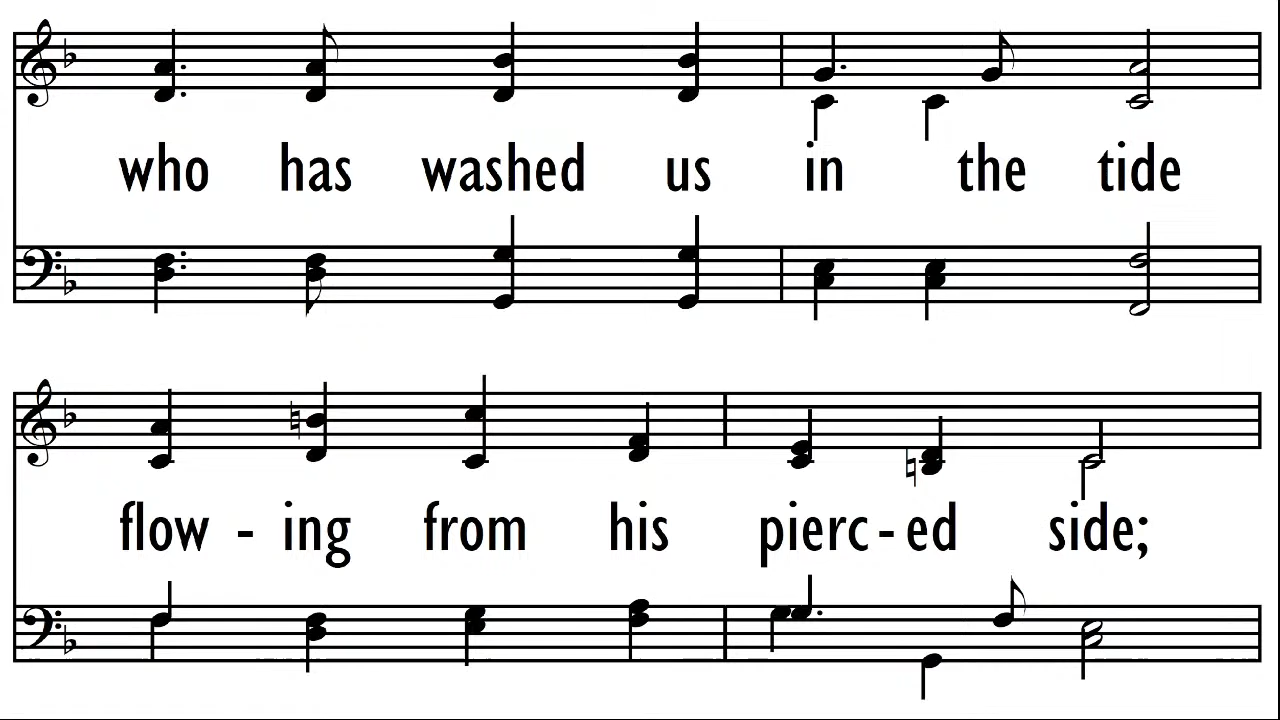 who has washed us in the tide
flow - ing from his pierc - ed side;